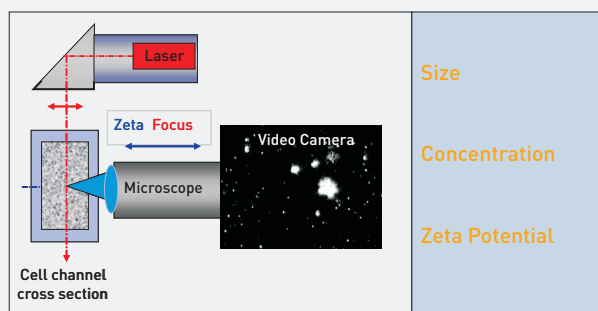 Laser
Zeta Focus
Video Camera
Microscope
Cell channel
cross section
Size
Concentration
Zeta Potential